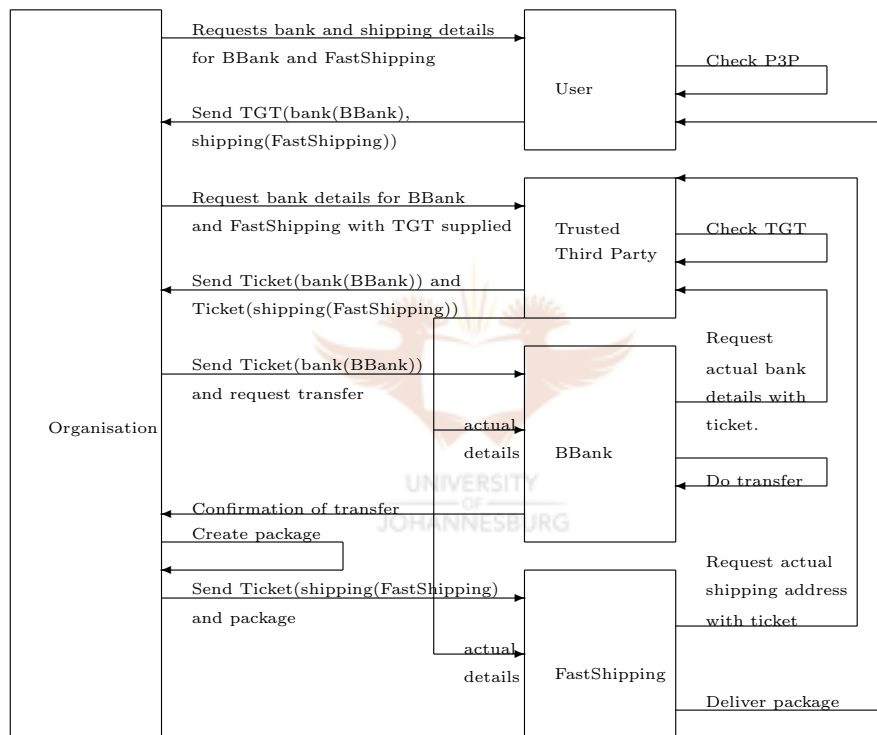 Requests bank and shipping details
for BBank and FastShipping
User
Check P3P
Send TGT(bank(BBank),
shipping(FastShipping))
Request bank details for BBank
and FastShipping with TGT supplied
Trusted
Third Party
Check TGT
Send Ticket(bank(BBank)) and
Ticket(shipping(FastShipping))
Request
actual bank
details with
ticket.
Send Ticket(bank(BBank))
and request transfer
Organisation
actual
details
BBank
Do transfer
UNIVERSITY
OF
JOHANNESBURG
Confirmation of transfer
Create package
Send Ticket(shipping(FastShipping)
and package
Request actual
shipping address
with ticket
actual
details
FastShipping
Deliver package